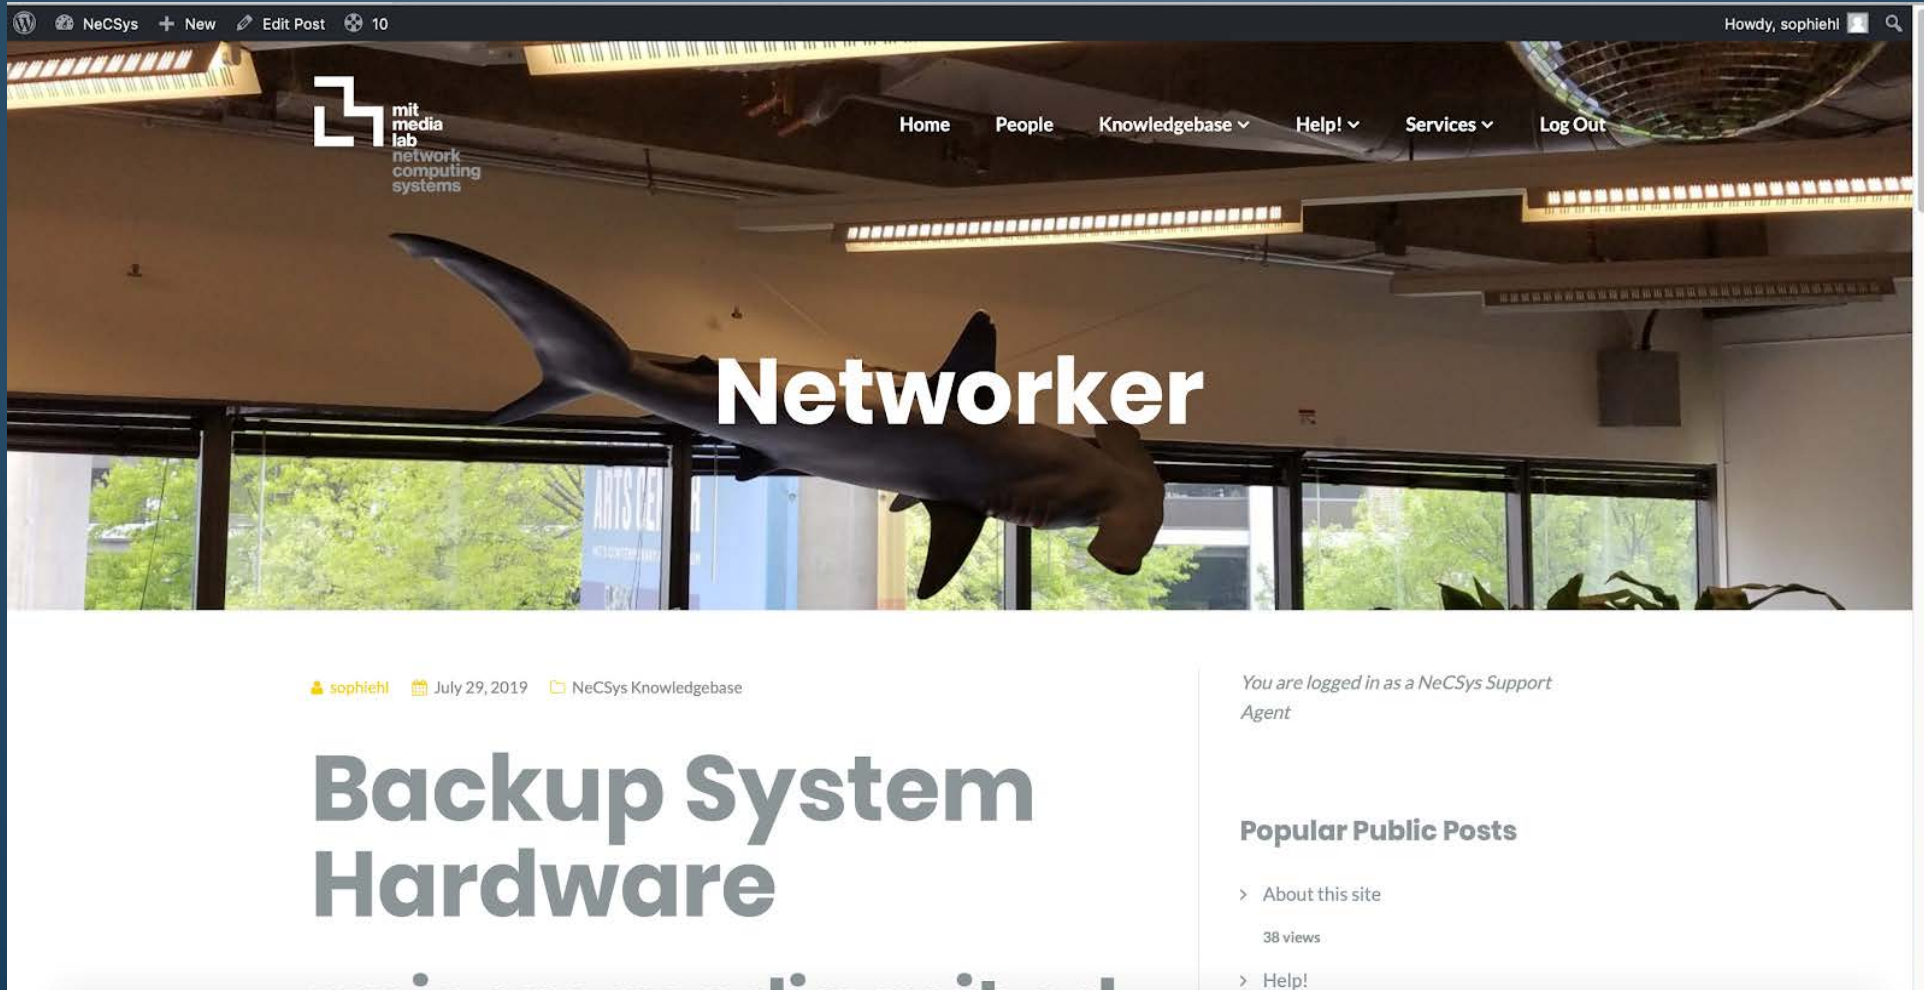 NeCSys New Edit Post 10 Howdy, sophiehl
mit
media
lab
network
computing
systems
Home People Knowledgebase Help! Services Log Out
Networker
ARTS
sophiehl July 29, 2019 NeCSys Knowledgebase
Backup System
Hardware
You are logged in as a NeCSys Support
Agent
Popular Public Posts
> About this site
38 views
> Help!